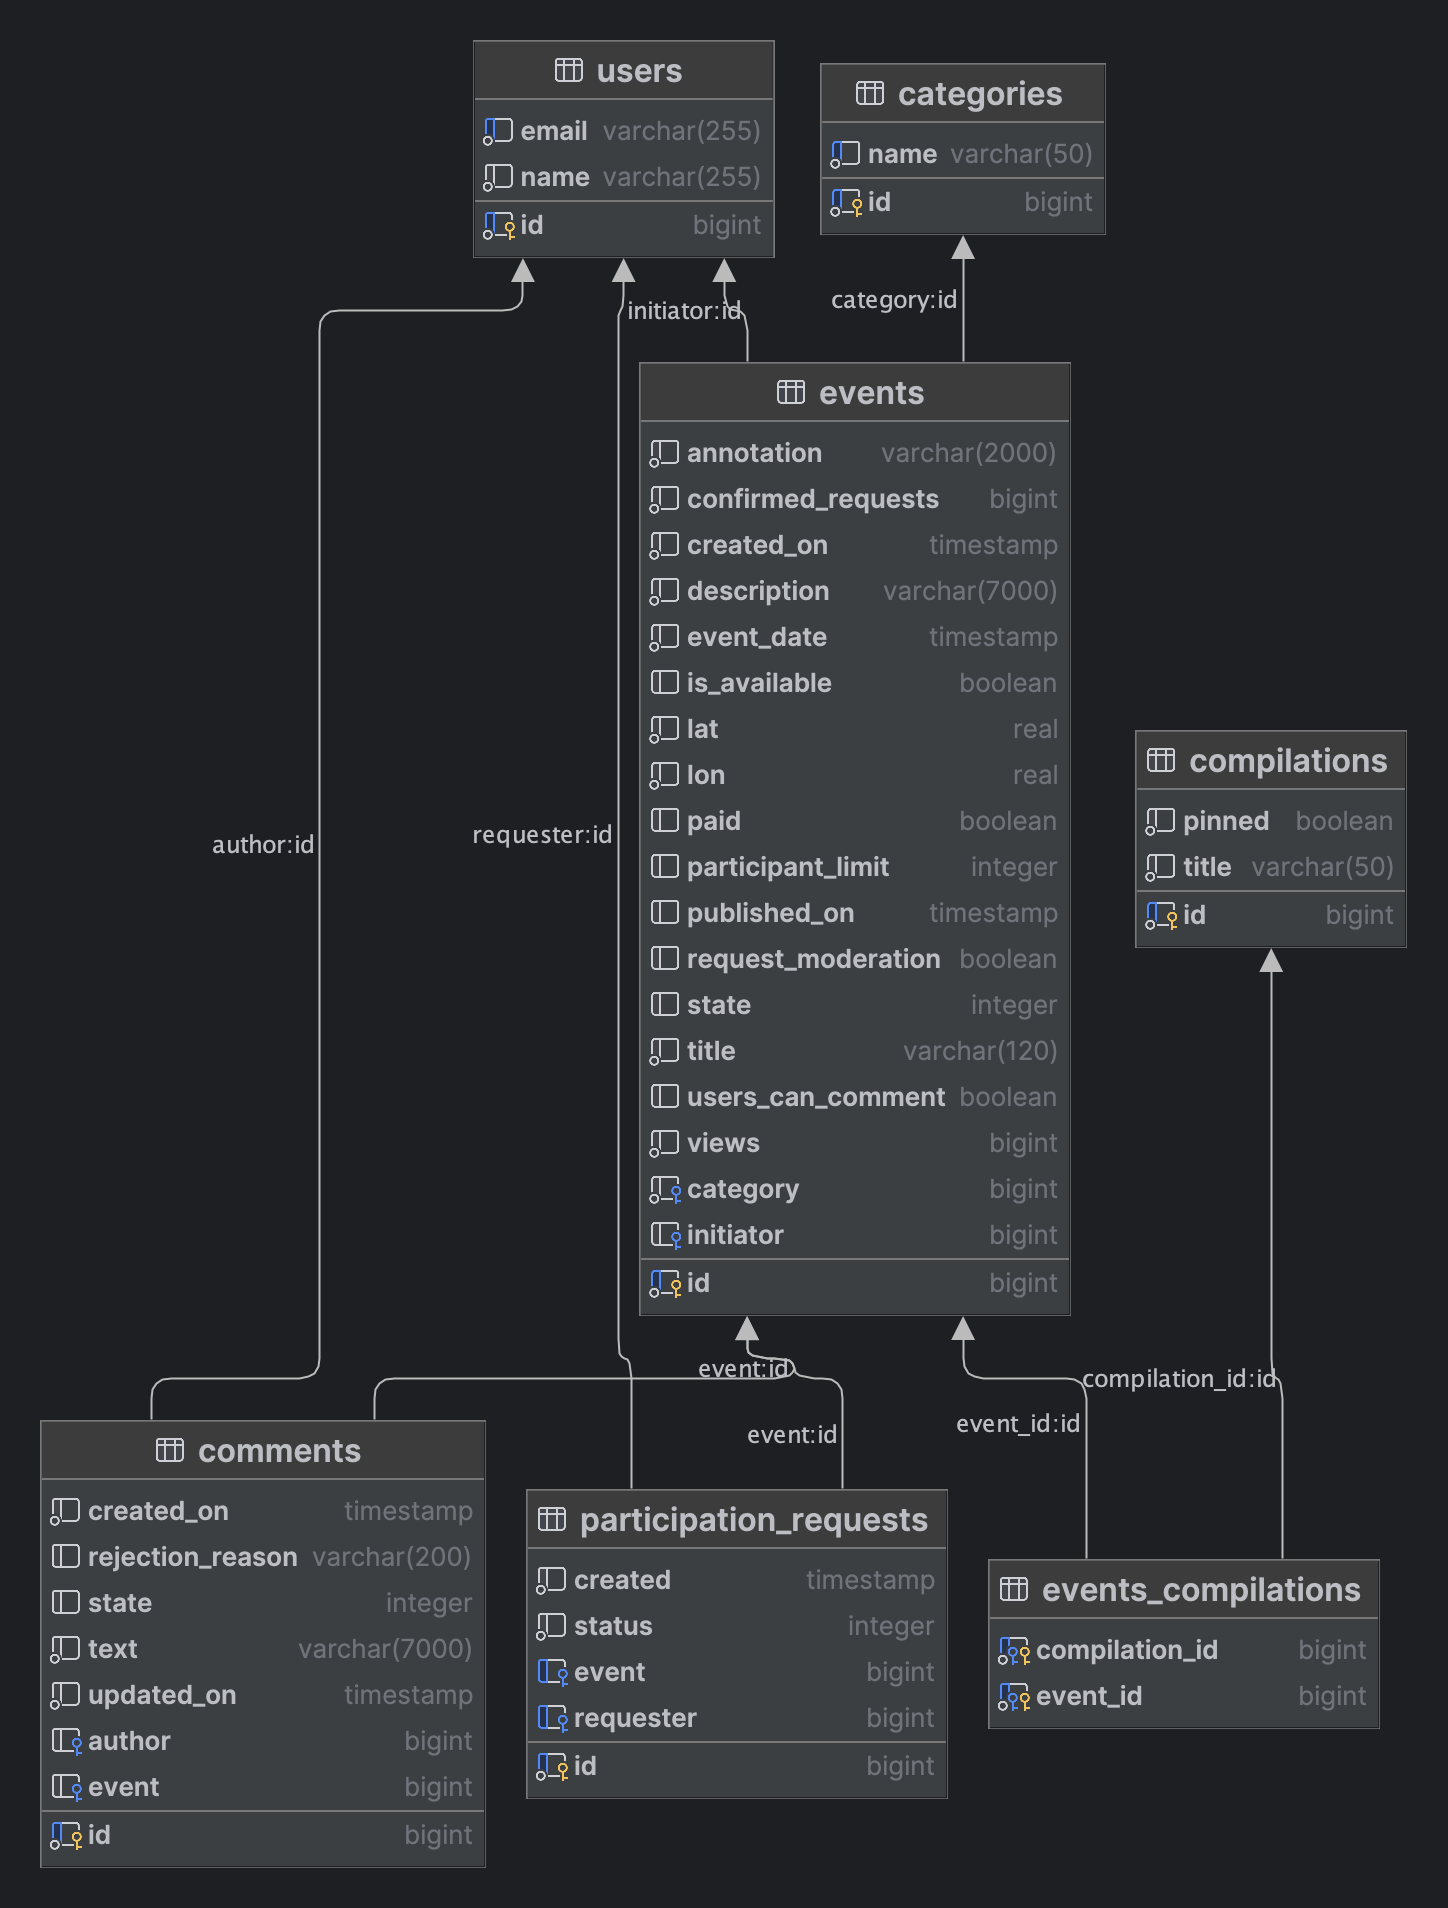 users
email varchar(255)
name varchar(255)
id bigint
categories
name varchar(50)
id bigint
initiator:id
category:id
events
annotation varchar(2000)
confirmed_requests bigint
created_on timestamp
description varchar(7000)
event_date timestamp
is_available boolean
lat real
lon real
paid boolean
participant_limit integer
published_on timestamp
request_moderation boolean
state integer
title varchar(120)
users_can_comment boolean
views bigint
category bigint
initiator bigint
id bigint
compilations
pinned boolean
title varchar(50)
id bigint
author:id
requester:id
event:id
compilation_id:id
event_id:id
event:id
comments
created_on timestamp
rejection_reason varchar(200)
state integer
text varchar(7000)
updated_on timestamp
author bigint
event bigint
id bigint
participation_requests
created timestamp
status integer
event bigint
requester bigint
id bigint
events_compilations
compilation_id bigint
event_id bigint